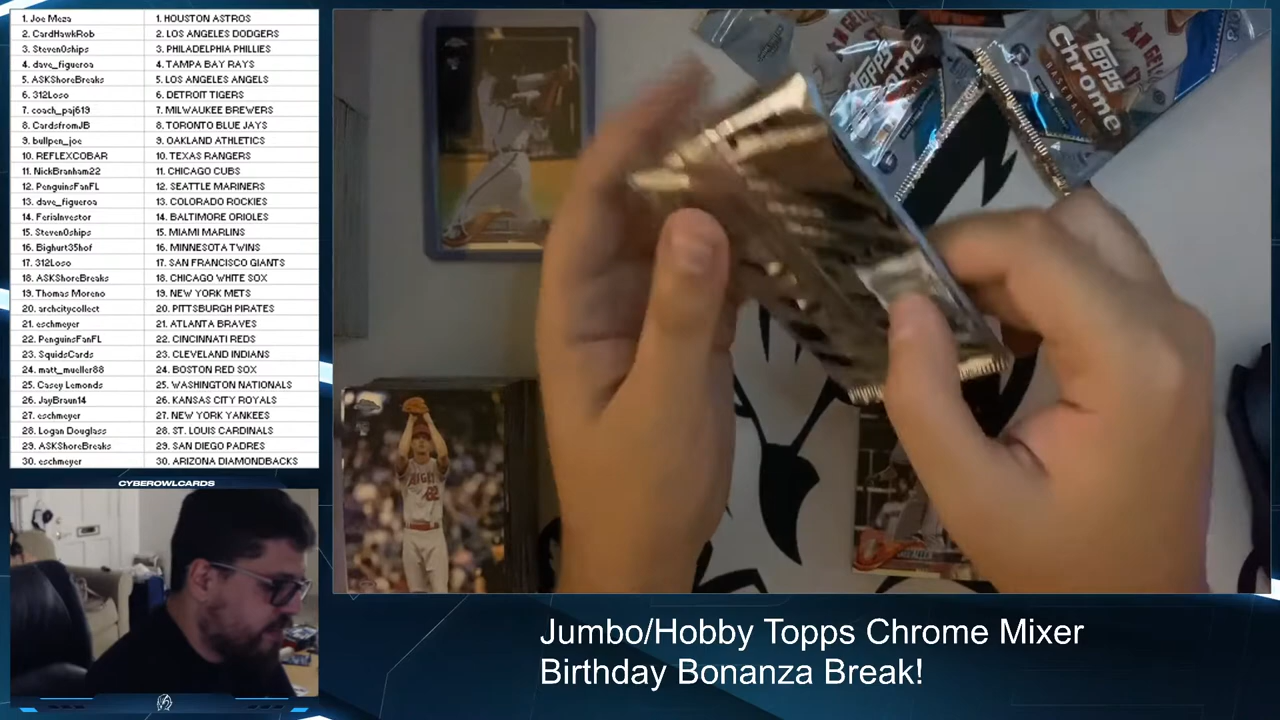 1. Joe Meza 1. HOUSTON ASTROS
2. CardHawkRob 2. LOS ANGELES DODGERS
3. Steven0ships 3. PHILADELPHIA PHILLIES
4. dave_figueroa 4. TAMPA BAY RAYS
5. ASKShoreBreaks 5. LOS ANGELES ANGELS
6. 312Loso 6. DETROIT TIGERS
7. coach_paj619 7. MILWAUKEE BREWERS
8. CardsfromJB 8. TORONTO BLUE JAYS
9. bullpen_joe 9. OAKLAND ATHLETICS
10. REFLEXCOBAR 10. TEXAS RANGERS
11. NickBranham22 11. CHICAGO CUBS
12. PenguinsFanFL 12. SEATTLE MARINERS
13. dave_figueroa 13. COLORADO ROCKIES
14. FeriaInvestor 14. BALTIMORE ORIOLES
15. Steven0ships 15. MIAMI MARLINS
16. Bighurt35hof 16. MINNESOTA TWINS
17. 312Loso 17. SAN FRANCISCO GIANTS
18. ASKShoreBreaks 18. CHICAGO WHITE SOX
19. Thomas Moreno 19. NEW YORK METS
20. archcitycollect 20. PITTSBURGH PIRATES
21. eschmeyer 21. ATLANTA BRAVES
22. PenguinsFanFL 22. CINCINNATI REDS
23. SquidsCards 23. CLEVELAND INDIANS
24. matt_mueller88 24. BOSTON RED SOX
25. Casey Lemonds 25. WASHINGTON NATIONALS
26. JayBraun14 26. KANSAS CITY ROYALS
27. eschmeyer 27. NEW YORK YANKEES
28. Logan Douglass 28. ST. LOUIS CARDINALS
29. ASKShoreBreaks 29. SAN DIEGO PADRES
30. eschmeyer 30. ARIZONA DIAMONDBACKS
CYBEROWLCARDS
Topps
Chrome
Topps
Chrome
BASEBALL
ANGELS
Jumbo/Hobby Topps Chrome Mixer
Birthday Bonanza Break!